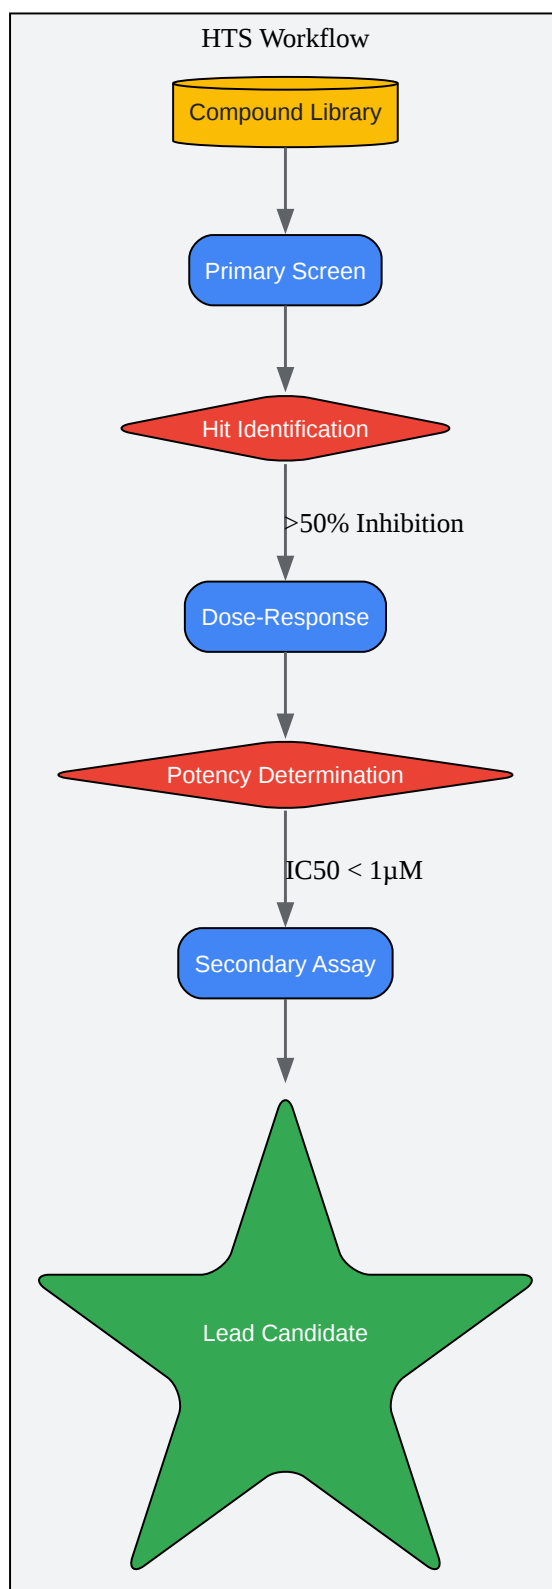 HTS Workflow
Compound Library
Primary Screen
Hit Identification
>50% Inhibition
Dose-Response
Potency Determination
IC50 < 1µM
Secondary Assay
Lead Candidate